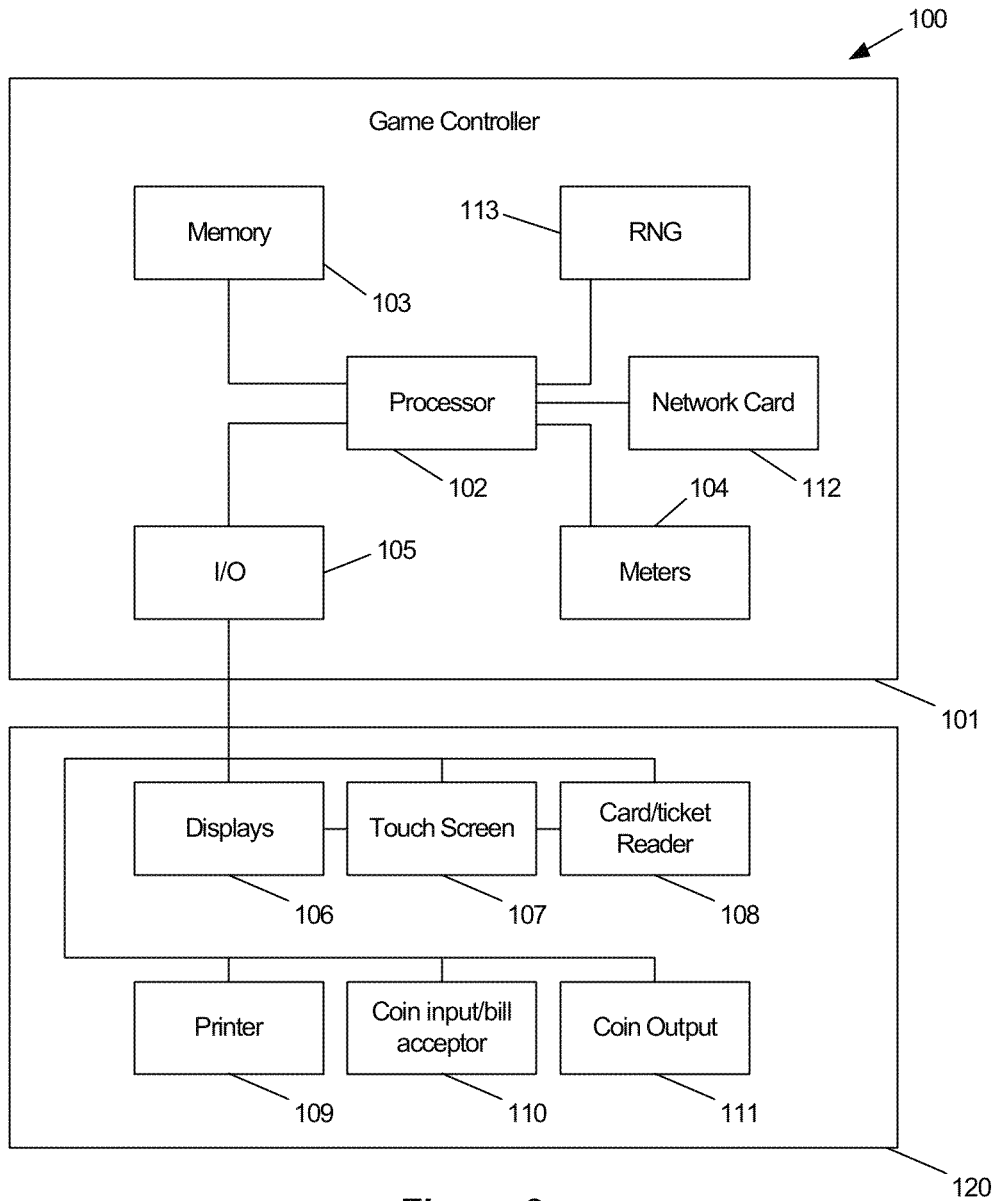 100
Game Controller
Memory
113
RNG
103
Processor
Network Card
102
104
112
I/O
105
Meters
101
Displays
Touch Screen
Card/ticket
Reader
106
107
108
Printer
Coin input/bill
acceptor
Coin Output
109
110
111
120